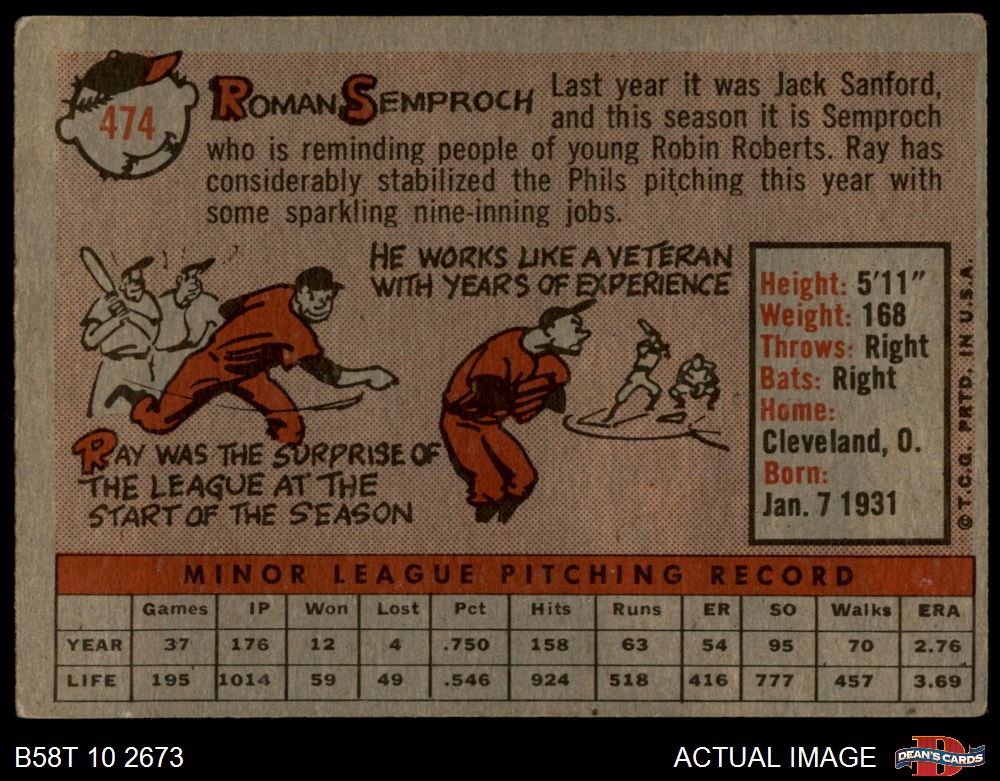 474
ROMAN SEMPROCH
Last year it was Jack Sanford,
and this season it is Semproch
who is reminding people of young Robin Roberts. Ray has
considerably stabilized the Phils pitching this year with
some sparkling nine-inning jobs.
HE WORKS LIKE A VETERAN
WITH YEARS OF EXPERIENCE
RAY WAS THE SURPRISE OF
THE LEAGUE AT THE
START OF THE SEASON
Height: 5'11"
Weight: 168
Throws: Right
Bats: Right
Home:
Cleveland, O.
Born:
Jan. 7 1931
© T.C.G. PRTD. IN U.S.A.
MINOR LEAGUE PITCHING RECORD
Games IP Won Lost Pct Hits Runs ER SO Walks ERA
YEAR 37 176 12 4 .750 158 63 54 95 70 2.76
LIFE 195 1014 59 49 .546 924 518 416 777 457 3.69
B58T 10 2673
ACTUAL IMAGE
D
DEAN'S CARDS